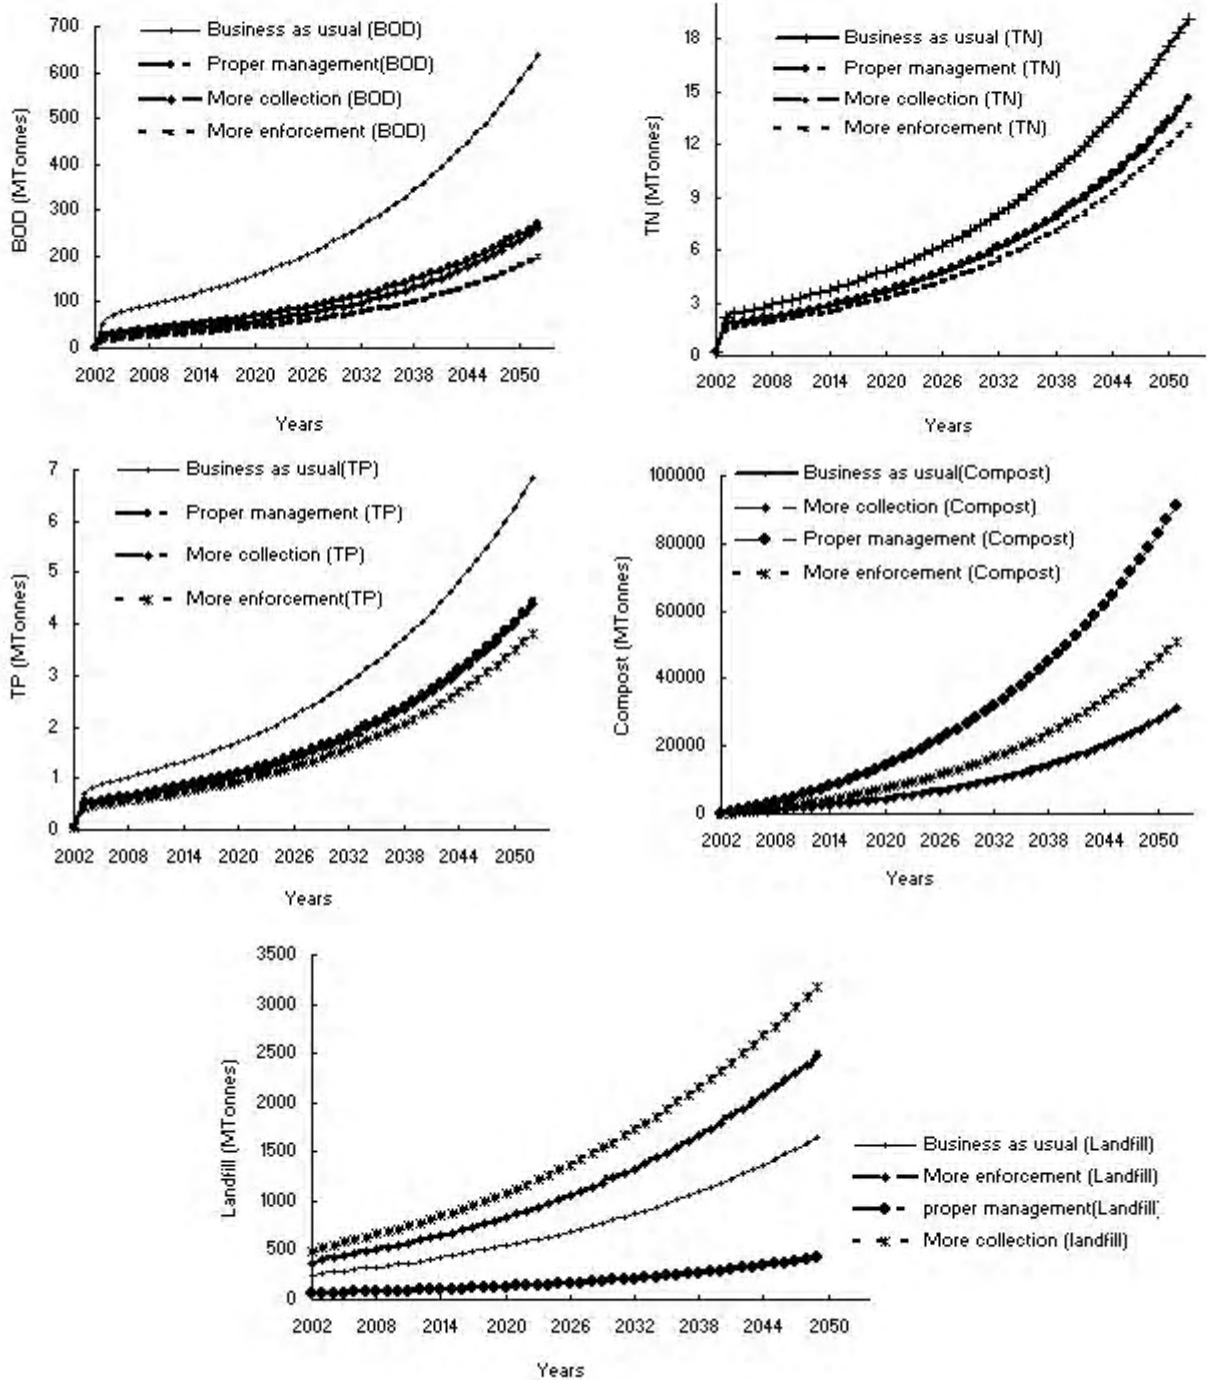 700
600
500
400
300
200
100
0
BOD (MTonnes)
Business as usual (BOD)
Proper management(BOD)
More collection (BOD)
More enforcement (BOD)
2002 2008 2014 2020 2026 2032 2038 2044 2050
Years
18
15
12
9
6
3
0
TN (MTonnes)
Business as usual (TN)
Proper management (TN)
More collection (TN)
More enforcement (TN)
2002 2008 2014 2020 2026 2032 2038 2044 2050
Years
7
6
5
4
3
2
1
0
TP (MTonnes)
Business as usual(TP)
Proper management (TP)
More collection (TP)
More enforcement(TP)
2002 2008 2014 2020 2026 2032 2038 2044 2050
Years
100000
80000
60000
40000
20000
0
Compost (MTonnes)
Business as usual(Compost)
More collection (Compost)
Proper management (Compost)
More enforcement (Compost)
2002 2008 2014 2020 2026 2032 2038 2044 2050
Years
3500
3000
2500
2000
1500
1000
500
0
Landfill (MTonnes)
2002 2008 2014 2020 2026 2032 2038 2044 2050
Years
Business as usual (Landfill)
More enforcement (Landfill)
proper management(Landfill)
More collection (landfill)